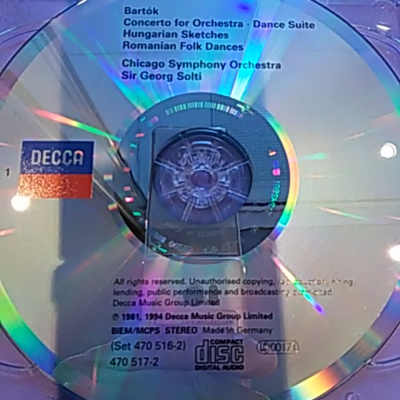 Bartók
Concerto for Orchestra · Dance Suite
Hungarian Sketches
Romanian Folk Dances
Chicago Symphony Orchestra
Sir Georg Solti
1
DECCA
All rights reserved. Unauthorised copying, hiring,
lending, public performance and broadcasting prohibited.
Decca Music Group Limited
℗ 1981, 1994 Decca Music Group Limited
BIEM/MCPS STEREO Made in Germany
(Set 470 516-2)
470 517-2
COMPACT
disc
DIGITAL AUDIO